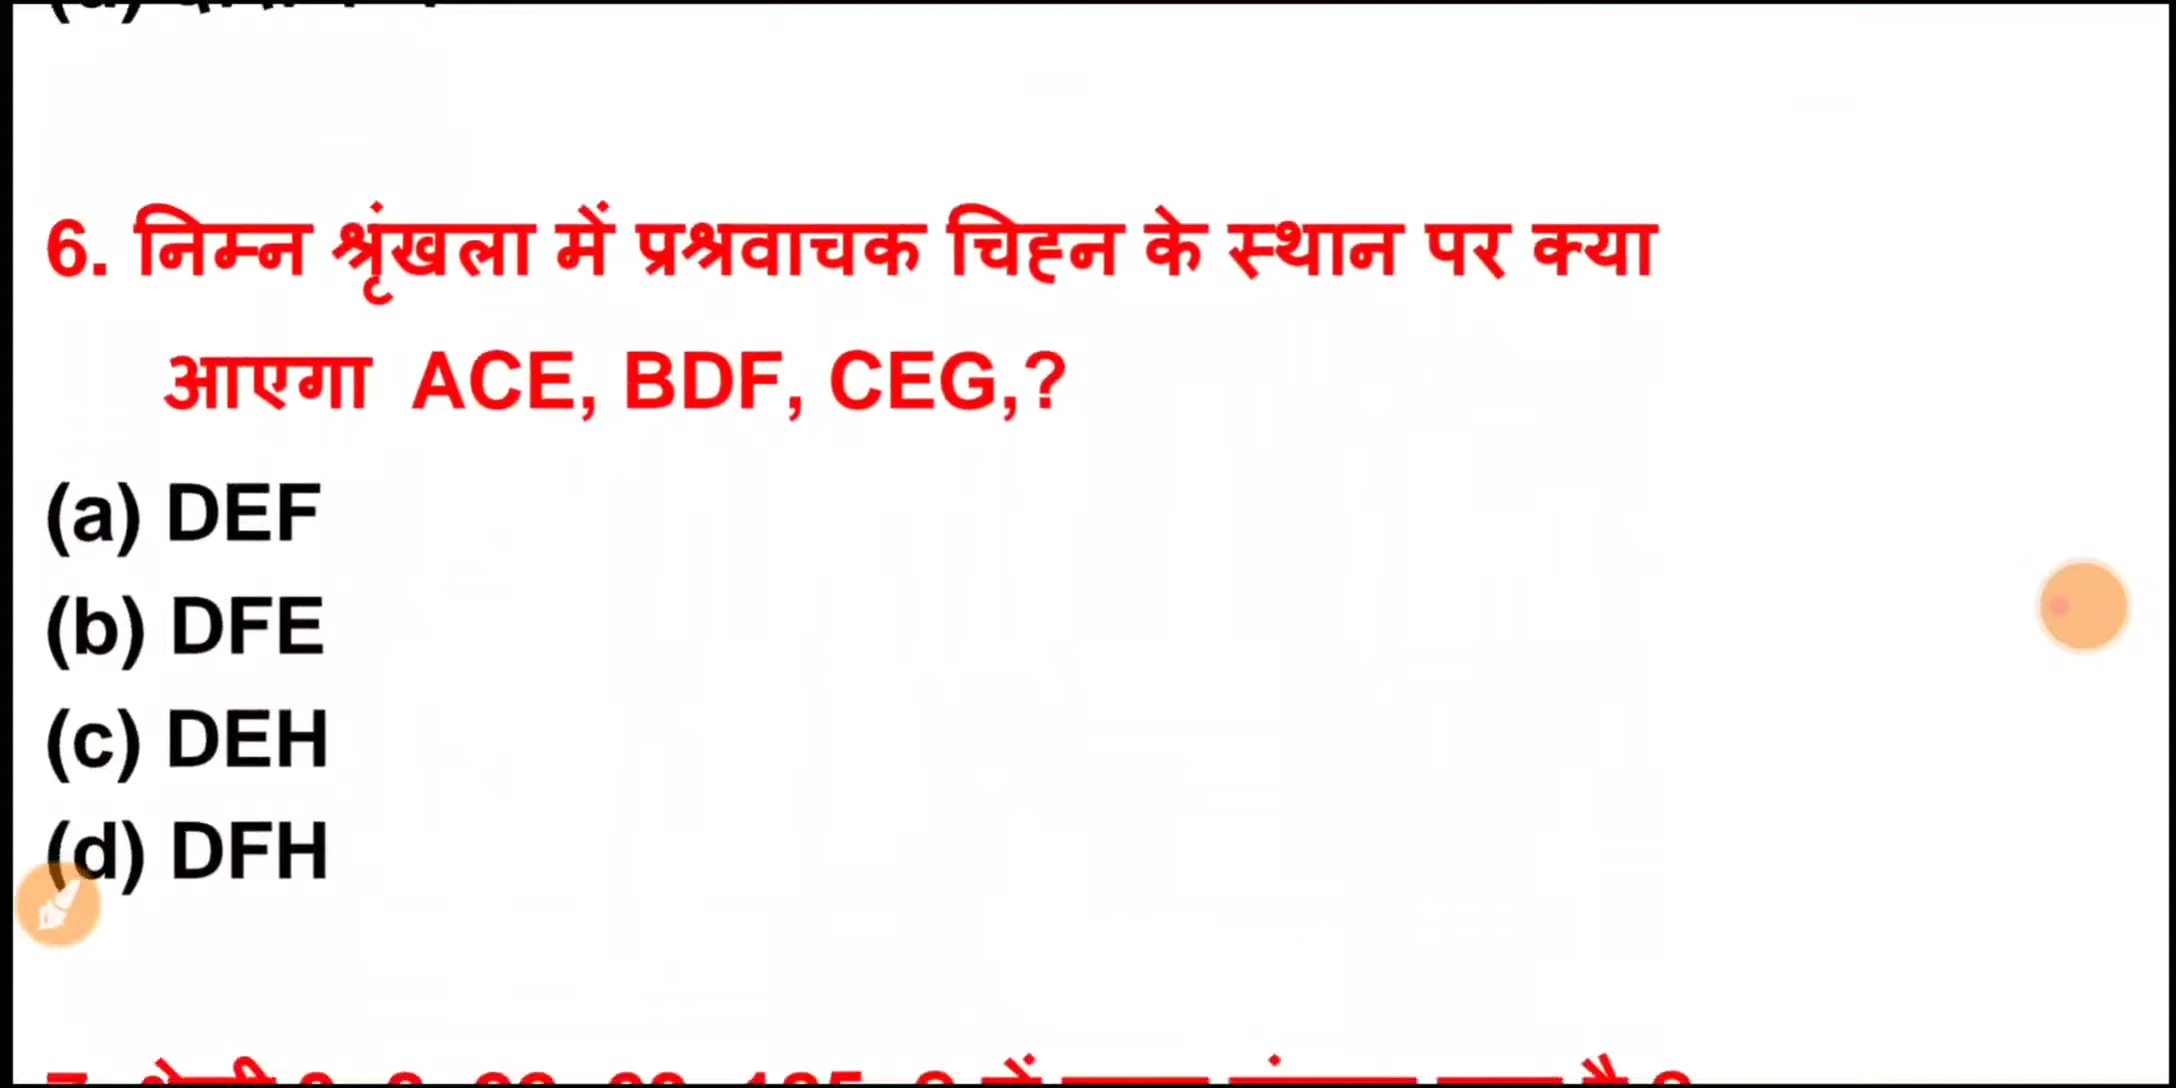 6. निम्न श्रृंखला में प्रश्नवाचक चिह्न के स्थान पर क्या
आएगा ACE, BDF, CEG,?
(a) DEF
(b) DFE
(c) DEH
(d) DFH